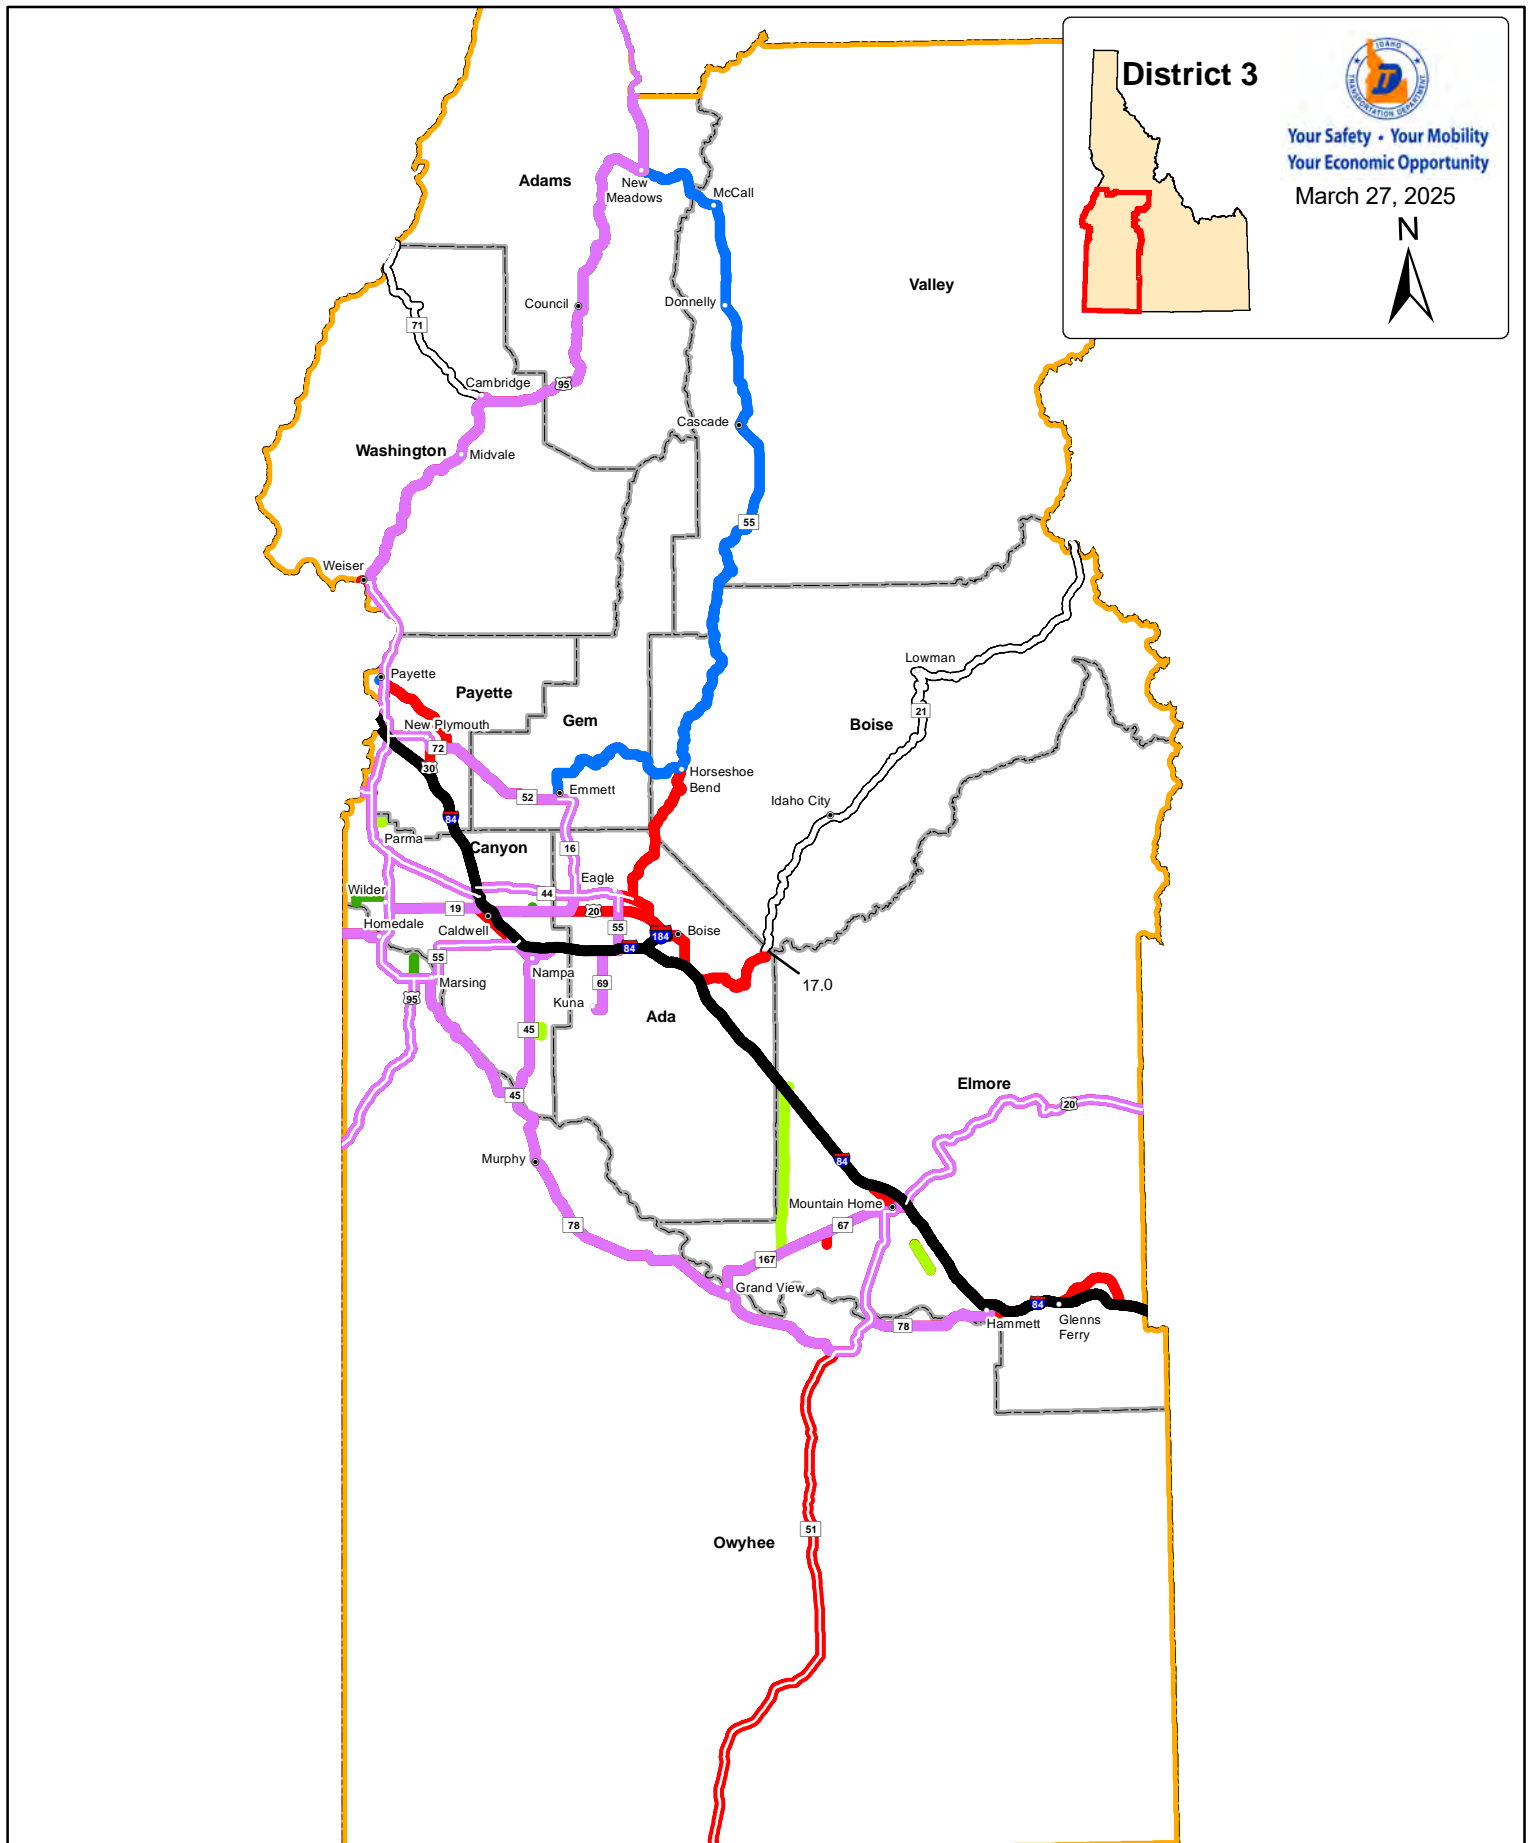 District 3
IDAHO
TRANSPORTATION DEPARTMENT
Your Safety • Your Mobility
Your Economic Opportunity
March 27, 2025
N
Adams
New
Meadows
McCall
Valley
Council
Donnelly
71
Cambridge
95
Cascade
Washington
Midvale
55
Weiser
Lowman
Payette
Payette
Gem
21
Boise
New Plymouth
72
30
Horseshoe
Bend
Emmett
52
Idaho City
84
Parma
Canyon
16
Eagle
Wilder
44
19
20
Homedale
Caldwell
55
184
Boise
84
55
Nampa
Marsing
69
17.0
95
Kuna
Ada
45
Elmore
45
20
Murphy
84
Mountain Home
78
67
167
Grand View
84
Hammett
Glenns
Ferry
78
51
Owyhee